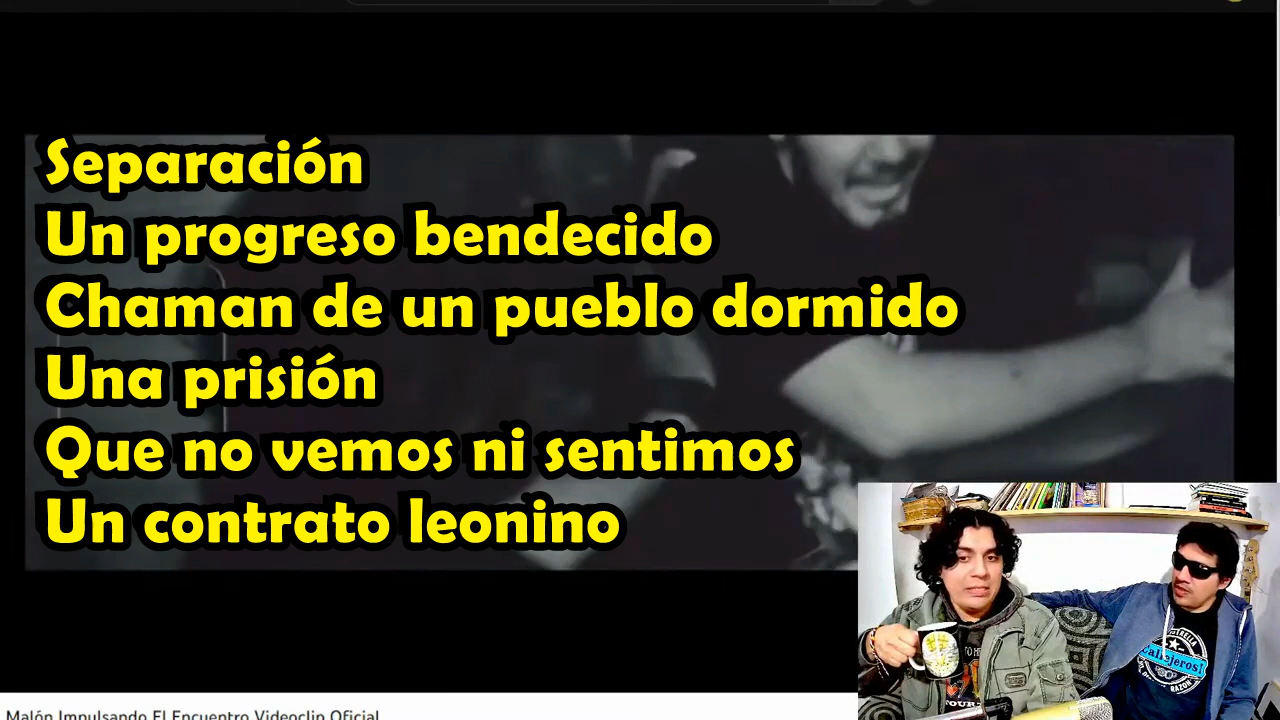 Separación
Un progreso bendecido
Chaman de un pueblo dormido
Una prisión
Que no vemos ni sentimos
Un contrato leonino
Callejeros!
Malón Impulsando El Encuentro Videoclip Oficial